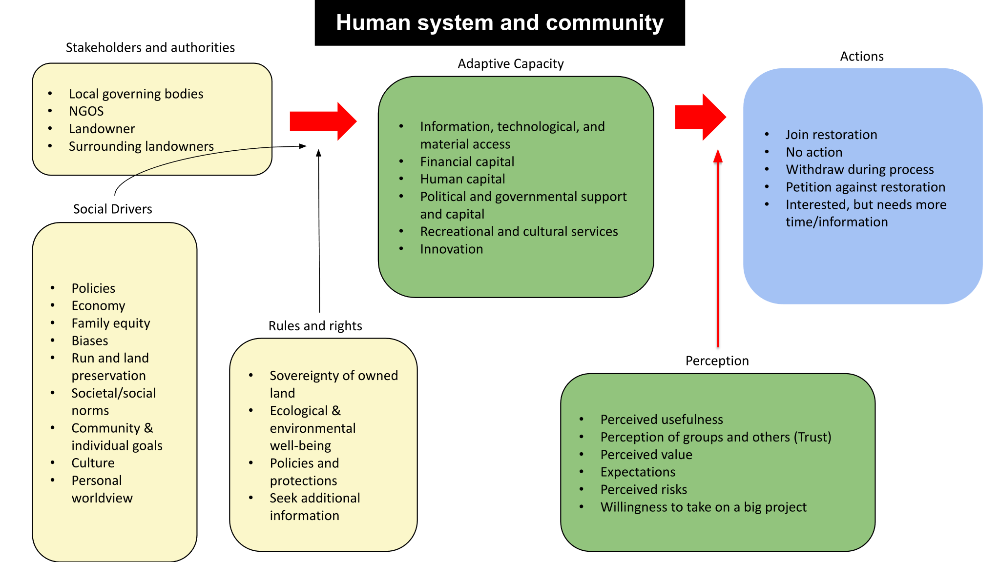 Human system and community
Stakeholders and authorities
• Local governing bodies
• NGOS
• Landowner
• Surrounding landowners
Social Drivers
• Policies
• Economy
• Family equity
• Biases
• Run and land
preservation
• Societal/social
norms
• Community &
individual goals
• Culture
• Personal
worldview
Rules and rights
• Sovereignty of owned
land
• Ecological &
environmental
well-being
• Policies and
protections
• Seek additional
information
Adaptive Capacity
• Information, technological, and
material access
• Financial capital
• Human capital
• Political and governmental support
and capital
• Recreational and cultural services
• Innovation
Perception
• Perceived usefulness
• Perception of groups and others (Trust)
• Perceived value
• Expectations
• Perceived risks
• Willingness to take on a big project
Actions
• Join restoration
• No action
• Withdraw during process
• Petition against restoration
• Interested, but needs more
time/information